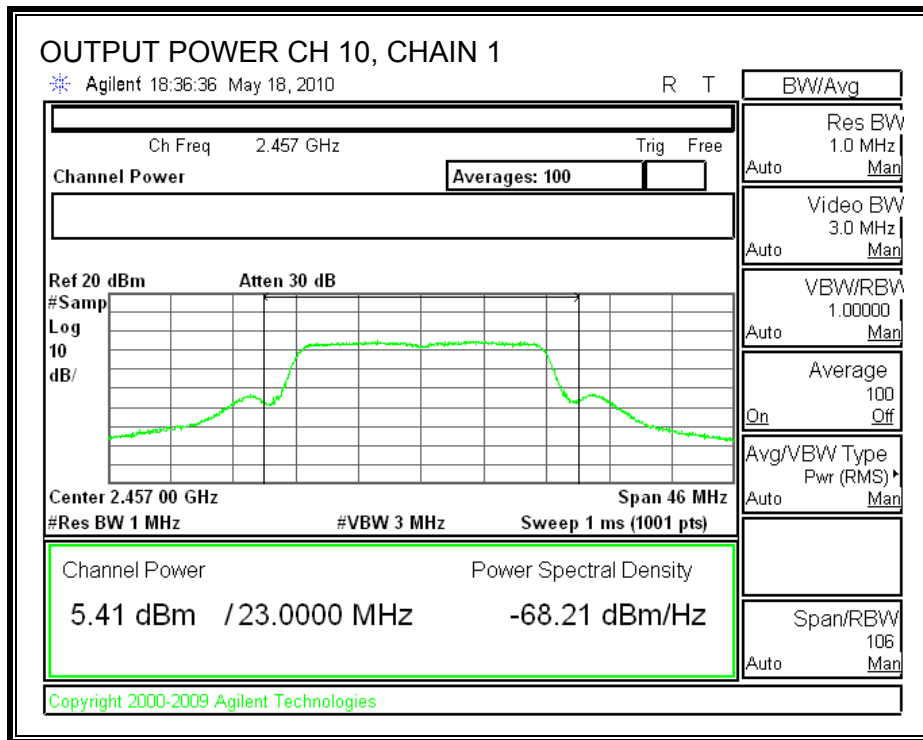 OUTPUT POWER CH 10, CHAIN 1
Agilent 18:36:36 May 18, 2010 R T
Ch Freq 2.457 GHz Trig Free
Channel Power Averages: 100
Ref 20 dBm Atten 30 dB
#Samp
Log
10
dB/
Center 2.457 00 GHz Span 46 MHz
#Res BW 1 MHz #VBW 3 MHz Sweep 1 ms (1001 pts)
Channel Power Power Spectral Density
5.41 dBm / 23.0000 MHz -68.21 dBm/Hz
Copyright 2000-2009 Agilent Technologies
BW/Avg
Res BW
1.0 MHz
Auto Man
Video BW
3.0 MHz
Auto Man
VBW/RBW
1.00000
Auto Man
Average
100
On Off
Avg/VBW Type
Pwr (RMS)
Auto Man
Span/RBW
106
Auto Man